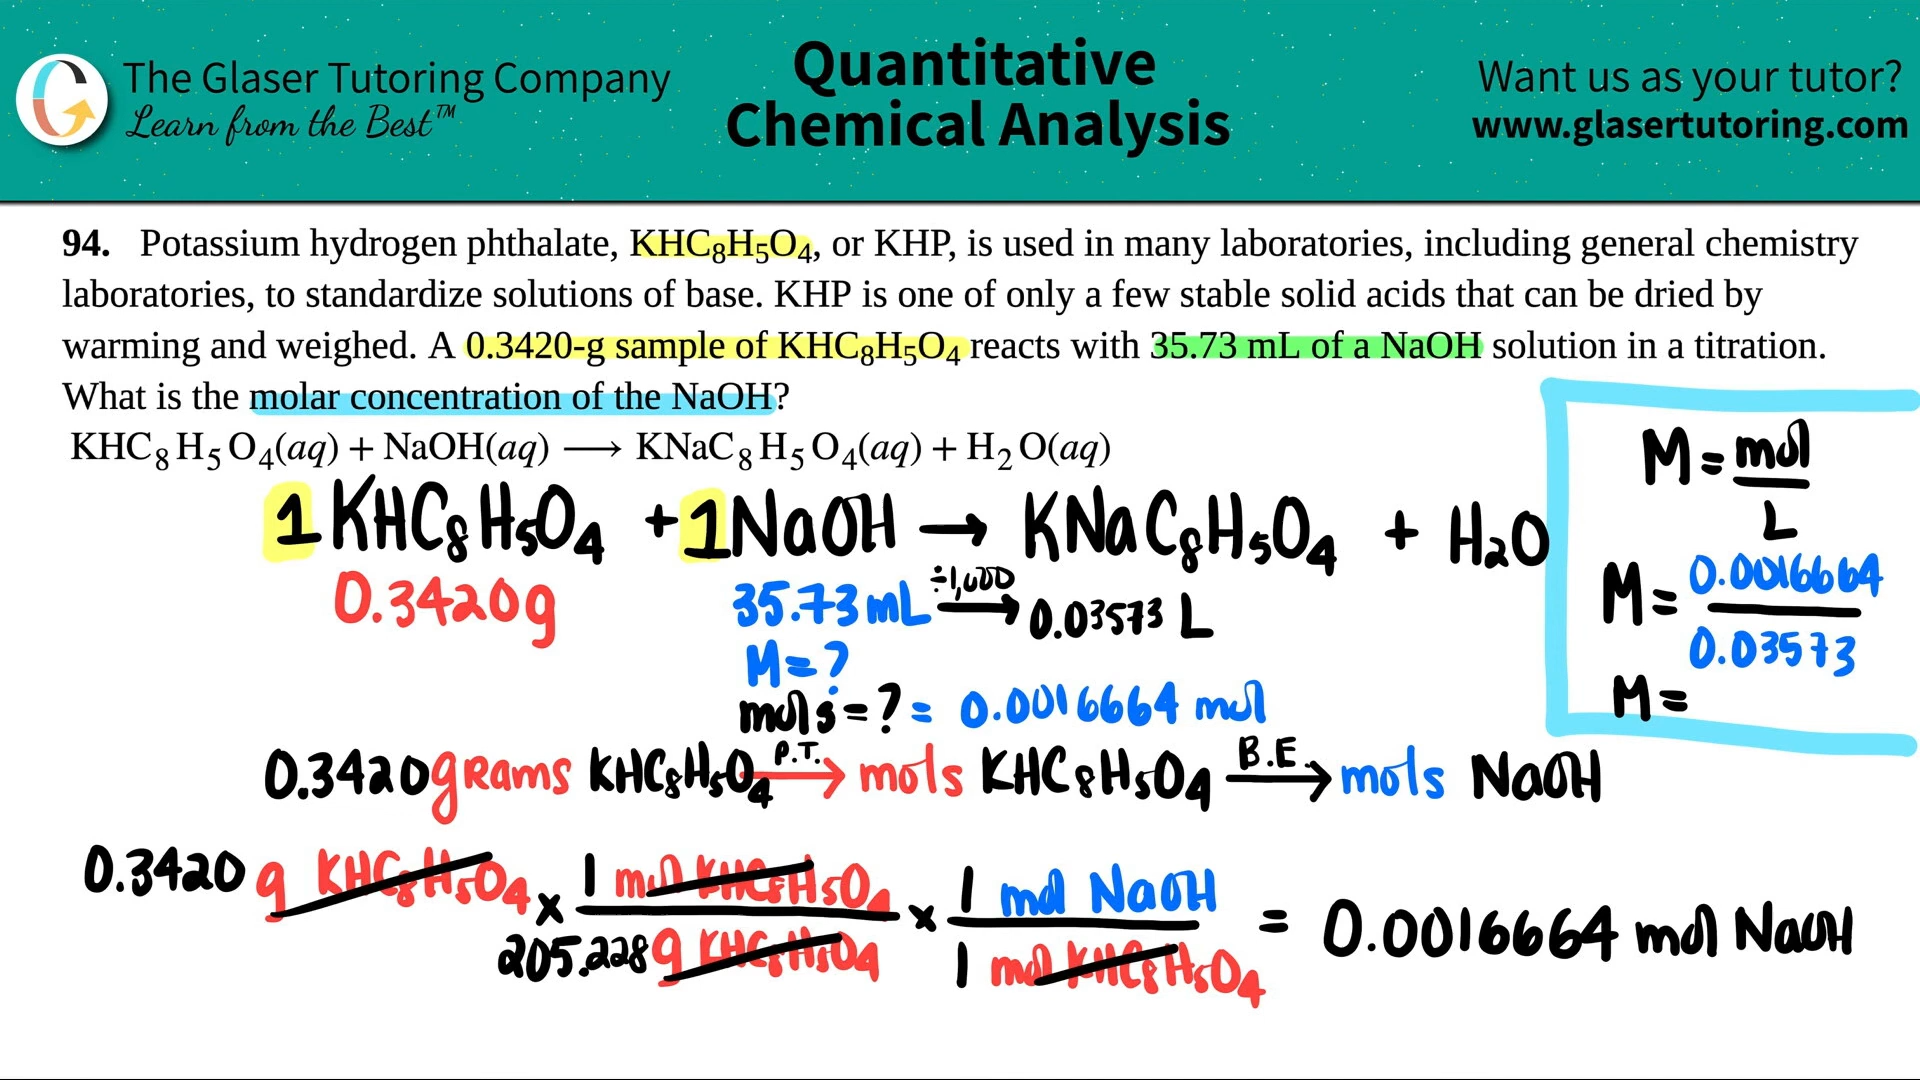 The Glaser Tutoring Company
Learn from the Best™
Quantitative
Chemical Analysis
Want us as your tutor?
www.glasertutoring.com
94. Potassium hydrogen phthalate, KHC₈H₅O₄, or KHP, is used in many laboratories, including general chemistry
laboratories, to standardize solutions of base. KHP is one of only a few stable solid acids that can be dried by
warming and weighed. A 0.3420-g sample of KHC₈H₅O₄ reacts with 35.73 mL of a NaOH solution in a titration.
What is the molar concentration of the NaOH?
KHC₈H₅O₄(aq) + NaOH(aq) ⟶ KNaC₈H₅O₄(aq) + H₂O(aq)
1 KHC₈H₅O₄ + 1 NaOH → KNaC₈H₅O₄ + H₂O
0.3420g
35.73 mL ÷1,000 → 0.03573 L
M = ?
mols = ? = 0.0016664 mol
M = mol / L
M = 0.0016664 / 0.03573
M =
0.3420 grams KHC₈H₅O₄ P.T. → mols KHC₈H₅O₄ B.E. → mols NaOH
0.3420 g KHC₈H₅O₄ × 1 mol KHC₈H₅O₄ / 205.228 g KHC₈H₅O₄ × 1 mol NaOH / 1 mol KHC₈H₅O₄ = 0.0016664 mol NaOH